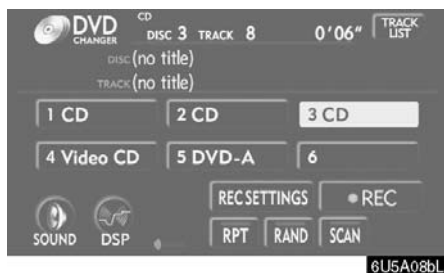 DVD CHANGER CD DISC 3 TRACK 8 0'06" TRACK LIST
DISC (no title)
TRACK (no title)
1 CD 2 CD 3 CD
4 Video CD 5 DVD-A 6
REC SETTINGS REC
SOUND DSP RPT RAND SCAN
6U5A08bL